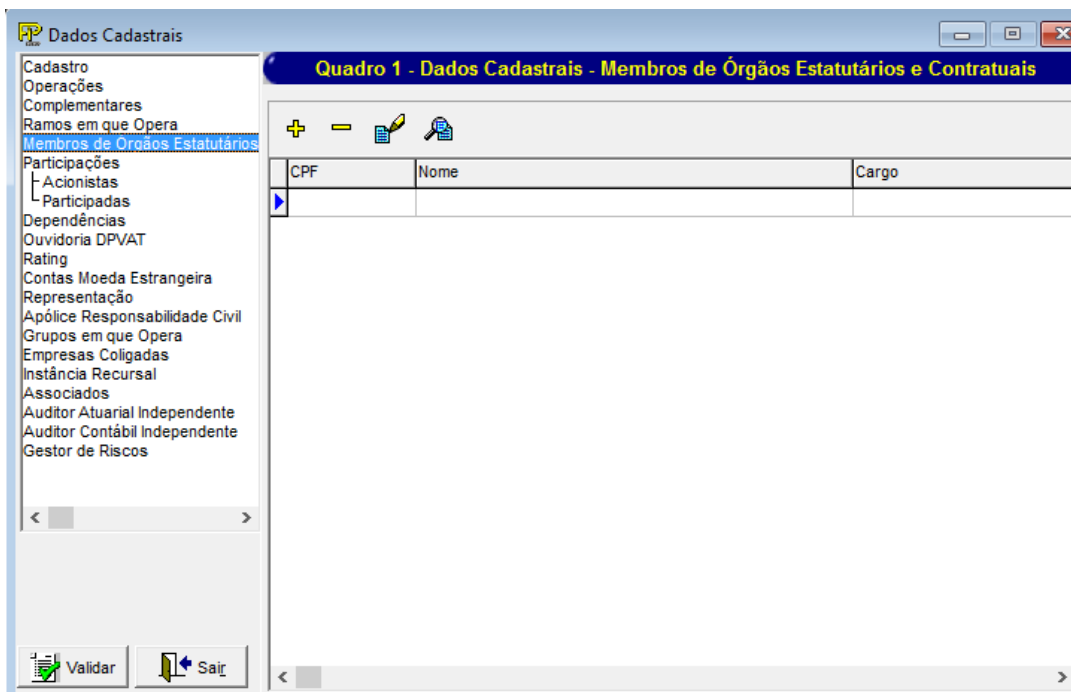 Dados Cadastrais
Cadastro
Operações
Complementares
Ramos em que Opera
Membros de Órgãos Estatutários
Participações
Acionistas
Participadas
Dependências
Ouvidoria DPVAT
Rating
Contas Moeda Estrangeira
Representação
Apólice Responsabilidade Civil
Grupos em que Opera
Empresas Coligadas
Instância Recursal
Associados
Auditor Atuarial Independente
Auditor Contábil Independente
Gestor de Riscos
Validar
Sair
Quadro 1 - Dados Cadastrais - Membros de Órgãos Estatutários e Contratuais
CPF Nome Cargo